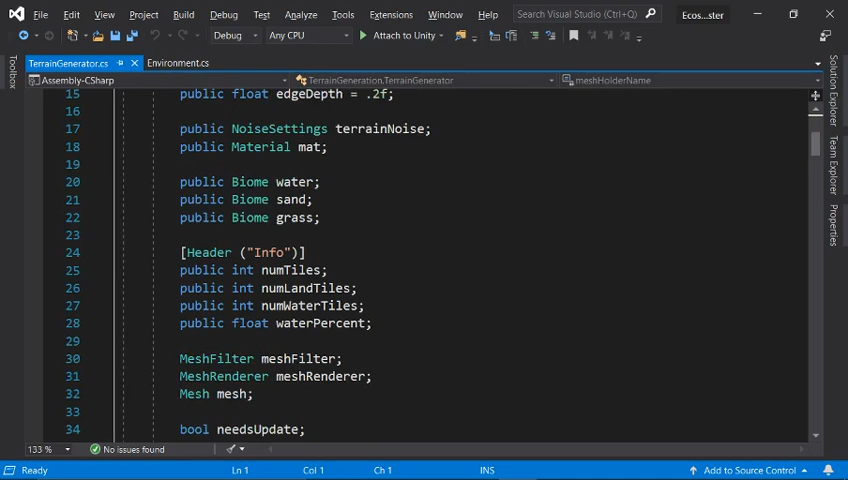 File Edit View Project Build Debug Test Analyze Tools Extensions Window Help Search Visual Studio (Ctrl+Q) Ecos...ster
Debug Any CPU Attach to Unity
TerrainGenerator.cs Environment.cs
Assembly-CSharp TerrainGeneration.TerrainGenerator meshHolderName
Toolbox
Solution Explorer
Team Explorer
Properties
15 public float edgeDepth = .2f;
16
17 public NoiseSettings terrainNoise;
18 public Material mat;
19
20 public Biome water;
21 public Biome sand;
22 public Biome grass;
23
24 [Header ("Info")]
25 public int numTiles;
26 public int numLandTiles;
27 public int numWaterTiles;
28 public float waterPercent;
29
30 MeshFilter meshFilter;
31 MeshRenderer meshRenderer;
32 Mesh mesh;
33
34 bool needsUpdate;
133 % No issues found
Ready Ln 1 Col 1 Ch 1 INS Add to Source Control